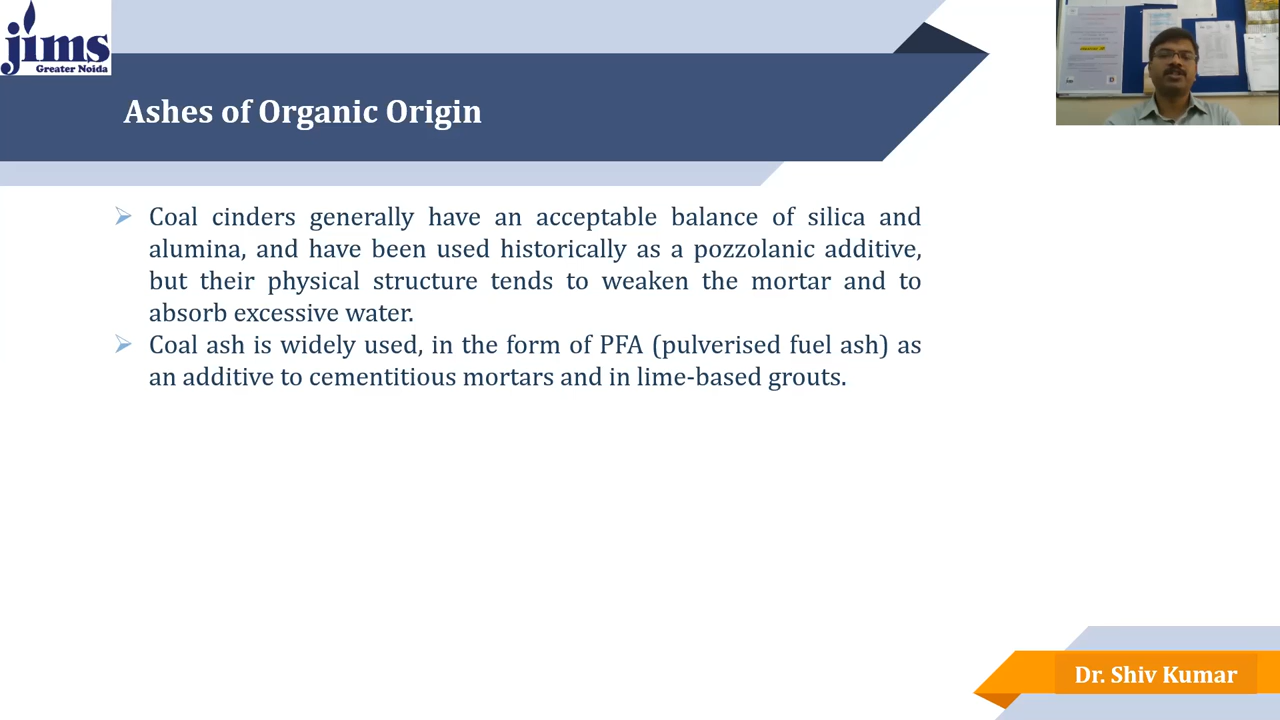 jims
Greater Noida
Ashes of Organic Origin
➢ Coal cinders generally have an acceptable balance of silica and
alumina, and have been used historically as a pozzolanic additive,
but their physical structure tends to weaken the mortar and to
absorb excessive water.
➢ Coal ash is widely used, in the form of PFA (pulverised fuel ash) as
an additive to cementitious mortars and in lime-based grouts.
Dr. Shiv Kumar